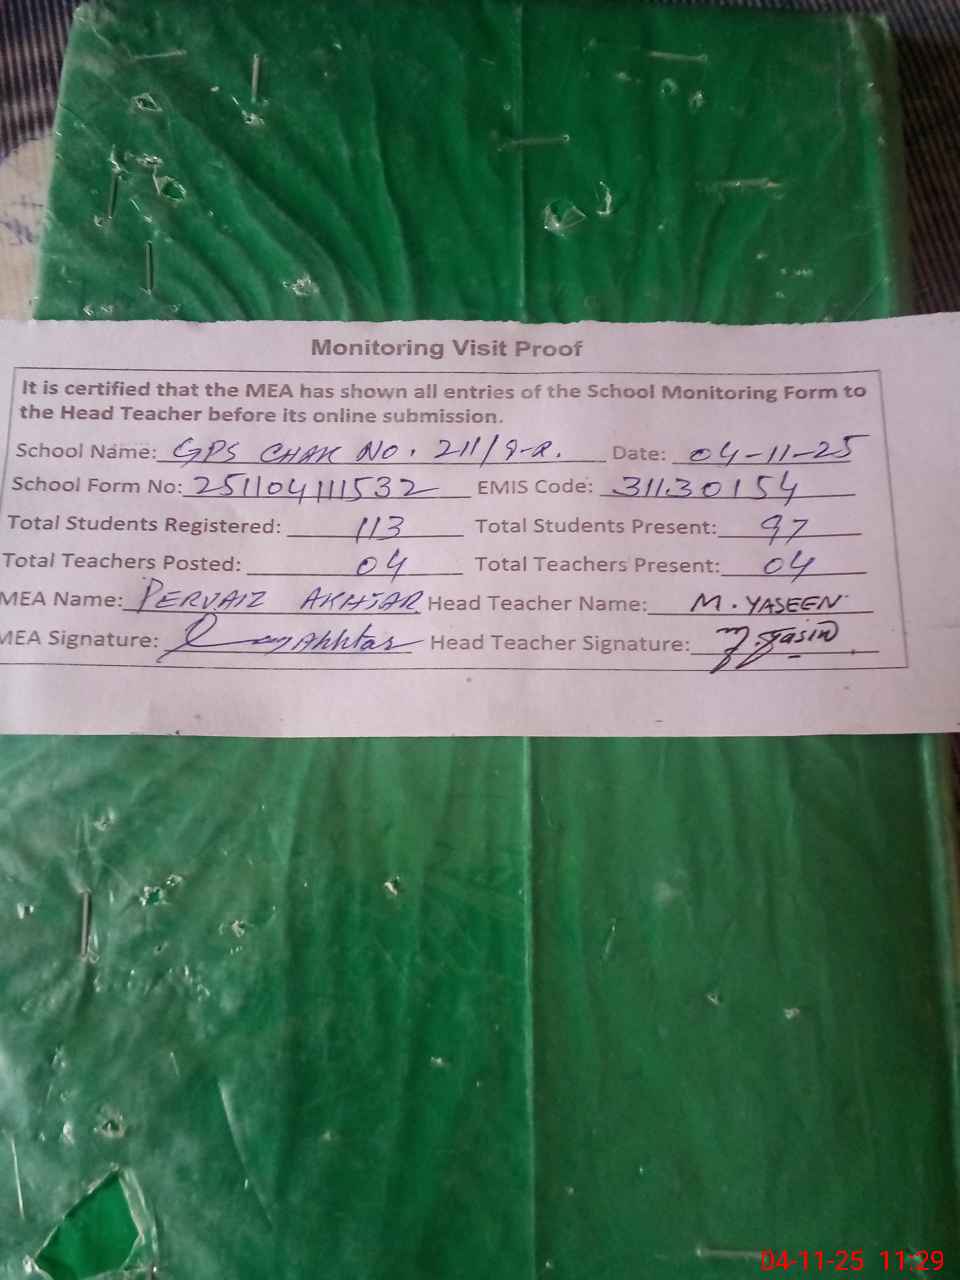 Monitoring Visit Proof
It is certified that the MEA has shown all entries of the School Monitoring Form to
the Head Teacher before its online submission.
School Name: GPS CHAK NO. 211/9-R. Date: 04-11-25
School Form No: 251104111532 EMIS Code: 31130154
Total Students Registered: 113 Total Students Present: 97
Total Teachers Posted: 04 Total Teachers Present: 04
MEA Name: PERVAIZ AKHTAR Head Teacher Name: M. YASEEN
MEA Signature: Akhtar Head Teacher Signature: M. Yasin
04-11-25 11:29